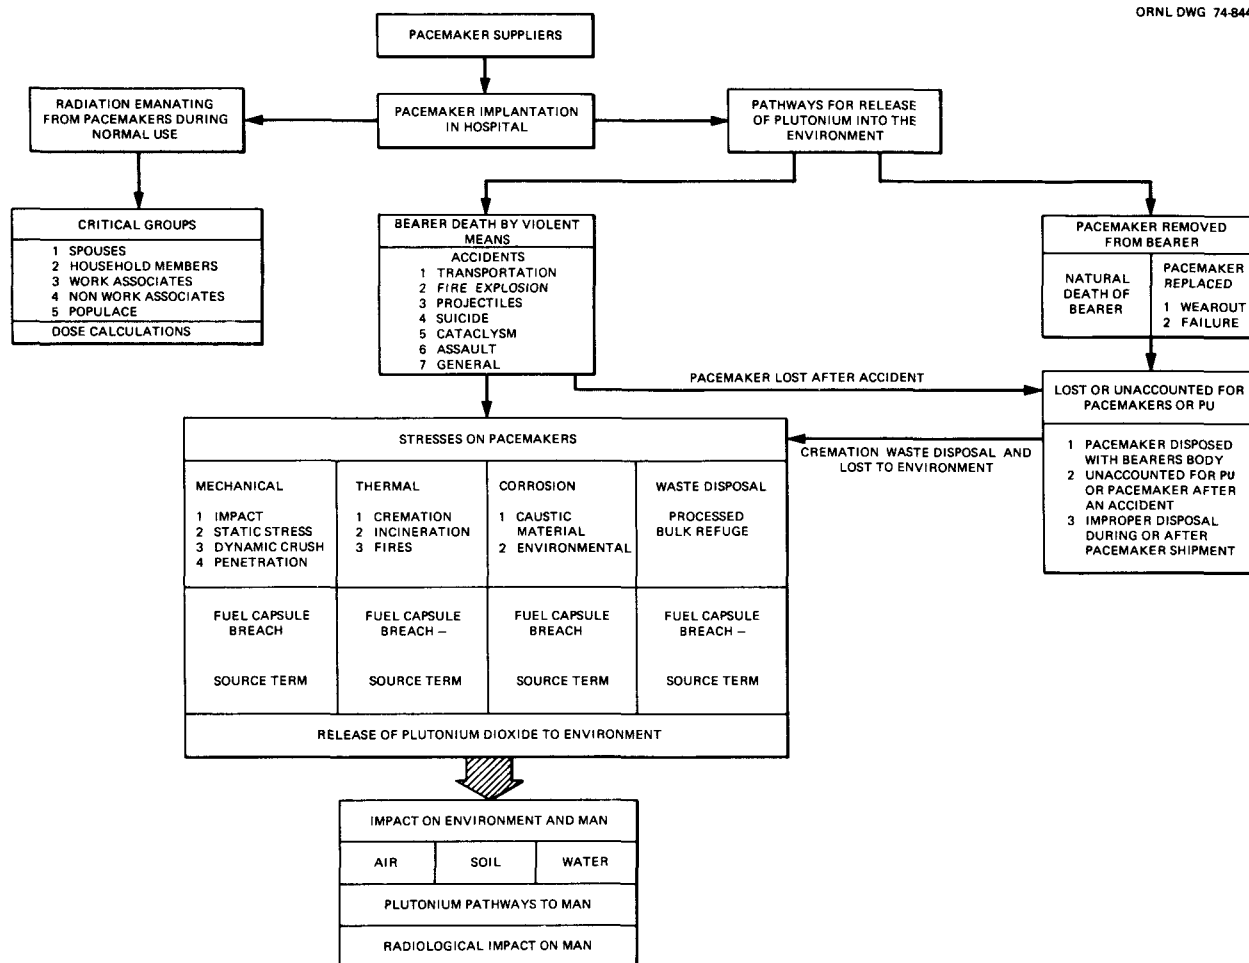 ORNL DWG 74-844
PACEMAKER SUPPLIERS
RADIATION EMANATING
FROM PACEMAKERS DURING
NORMAL USE
PACEMAKER IMPLANTATION
IN HOSPITAL
PATHWAYS FOR RELEASE
OF PLUTONIUM INTO THE
ENVIRONMENT
CRITICAL GROUPS
1 SPOUSES
2 HOUSEHOLD MEMBERS
3 WORK ASSOCIATES
4 NON WORK ASSOCIATES
5 POPULACE
DOSE CALCULATIONS
BEARER DEATH BY VIOLENT
MEANS
ACCIDENTS
1 TRANSPORTATION
2 FIRE EXPLOSION
3 PROJECTILES
4 SUICIDE
5 CATACLYSM
6 ASSAULT
7 GENERAL
PACEMAKER REMOVED
FROM BEARER
NATURAL
DEATH OF
BEARER
PACEMAKER
REPLACED
1 WEAROUT
2 FAILURE
PACEMAKER LOST AFTER ACCIDENT
LOST OR UNACCOUNTED FOR
PACEMAKERS OR PU
1 PACEMAKER DISPOSED
WITH BEARERS BODY
2 UNACCOUNTED FOR PU
OR PACEMAKER AFTER
AN ACCIDENT
3 IMPROPER DISPOSAL
DURING OR AFTER
PACEMAKER SHIPMENT
CREMATION WASTE DISPOSAL AND
LOST TO ENVIRONMENT
STRESSES ON PACEMAKERS
MECHANICAL
1 IMPACT
2 STATIC STRESS
3 DYNAMIC CRUSH
4 PENETRATION
THERMAL
1 CREMATION
2 INCINERATION
3 FIRES
CORROSION
1 CAUSTIC
MATERIAL
2 ENVIRONMENTAL
WASTE DISPOSAL
PROCESSED
BULK REFUGE
FUEL CAPSULE
BREACH
SOURCE TERM
FUEL CAPSULE
BREACH –
SOURCE TERM
FUEL CAPSULE
BREACH
SOURCE TERM
FUEL CAPSULE
BREACH –
SOURCE TERM
RELEASE OF PLUTONIUM DIOXIDE TO ENVIRONMENT
IMPACT ON ENVIRONMENT AND MAN
AIR
SOIL
WATER
PLUTONIUM PATHWAYS TO MAN
RADIOLOGICAL IMPACT ON MAN